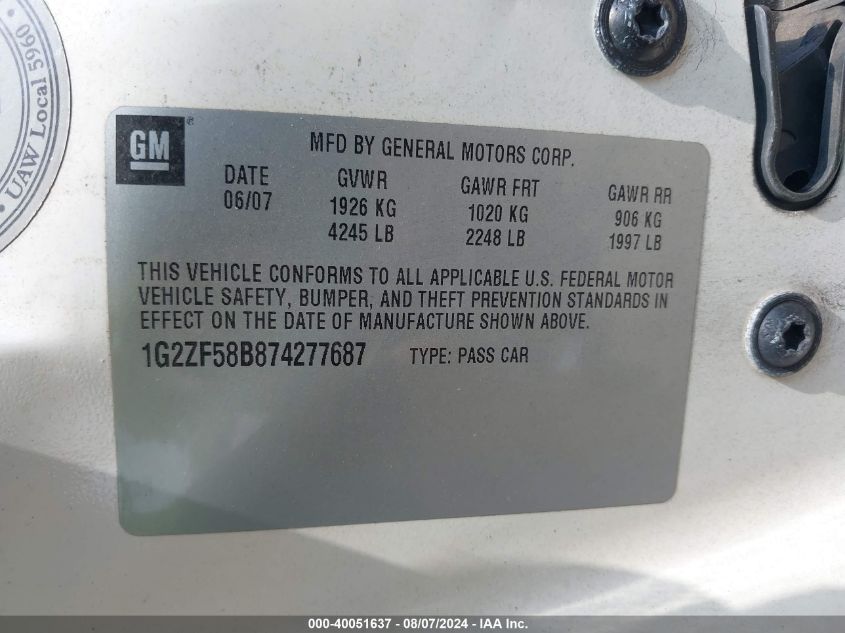 UAW Local 5960
GM
MFD BY GENERAL MOTORS CORP.
DATE GVWR GAWR FRT GAWR RR
06/07 1926 KG 1020 KG 906 KG
4245 LB 2248 LB 1997 LB
THIS VEHICLE CONFORMS TO ALL APPLICABLE U.S. FEDERAL MOTOR
VEHICLE SAFETY, BUMPER, AND THEFT PREVENTION STANDARDS IN
EFFECT ON THE DATE OF MANUFACTURE SHOWN ABOVE.
1G2ZF58B874277687 TYPE: PASS CAR
000-40051637 - 08/07/2024 - IAA Inc.